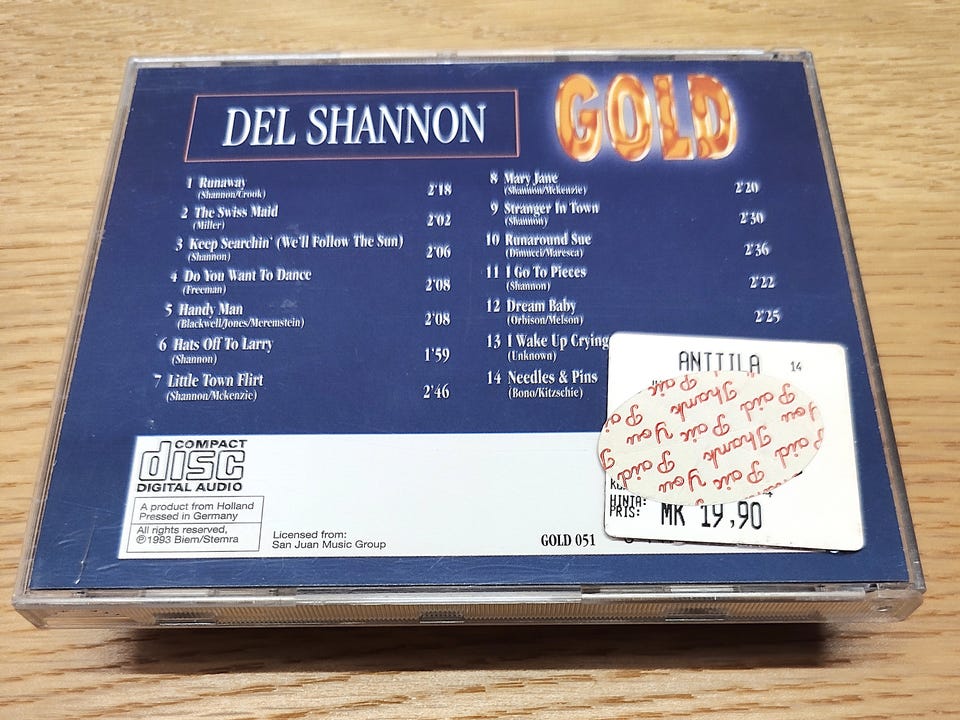 DEL SHANNON
GOLD
1 Runaway 2'18
(Shannon/Crook)
2 The Swiss Maid 2'02
(Miller)
3 Keep Searchin' (We'll Follow The Sun) 2'06
(Shannon)
4 Do You Want To Dance 2'08
(Freeman)
5 Handy Man 2'08
(Blackwell/Jones/Meremstein)
6 Hats Off To Larry 1'59
(Shannon)
7 Little Town Flirt 2'46
(Shannon/Mckenzie)
8 Mary Jane 2'20
(Shannon/Mckenzie)
9 Stranger In Town 2'30
(Shannon)
10 Runaround Sue 2'36
(Dimucci/Maresca)
11 I Go To Pieces 2'22
(Shannon)
12 Dream Baby 2'25
(Orbison/Melson)
13 I Wake Up Crying
(Unknown)
14 Needles & Pins
(Bono/Kitzschie)
ANTTILA 14
Paid
Thank You
Paid
Thank You
Paid
HINTA:
PRIS: MK 19,90
COMPACT
disc
DIGITAL AUDIO
A product from Holland
Pressed in Germany
All rights reserved,
℗1993 Biem/Stemra
Licensed from:
San Juan Music Group
GOLD 051